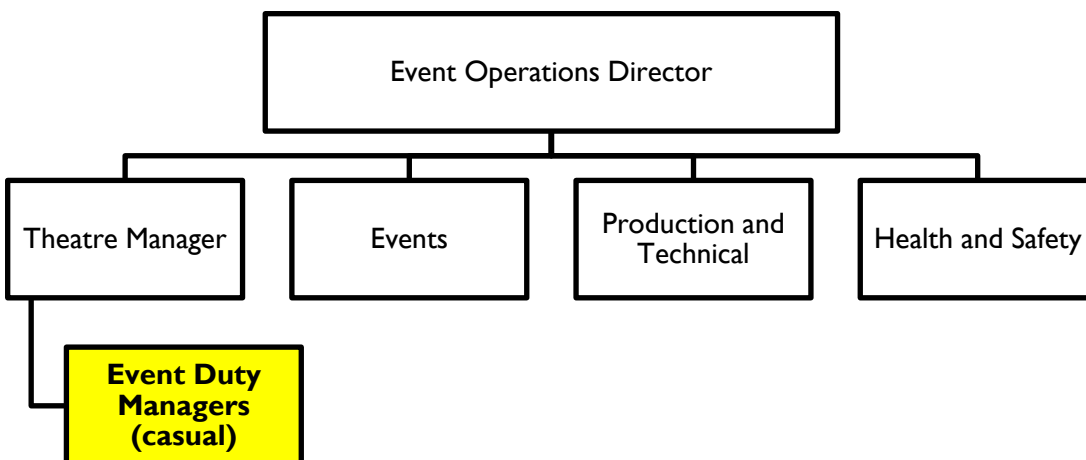 Event Operations Director
Theatre Manager
Events
Production and
Technical
Health and Safety
Event Duty
Managers
(casual)